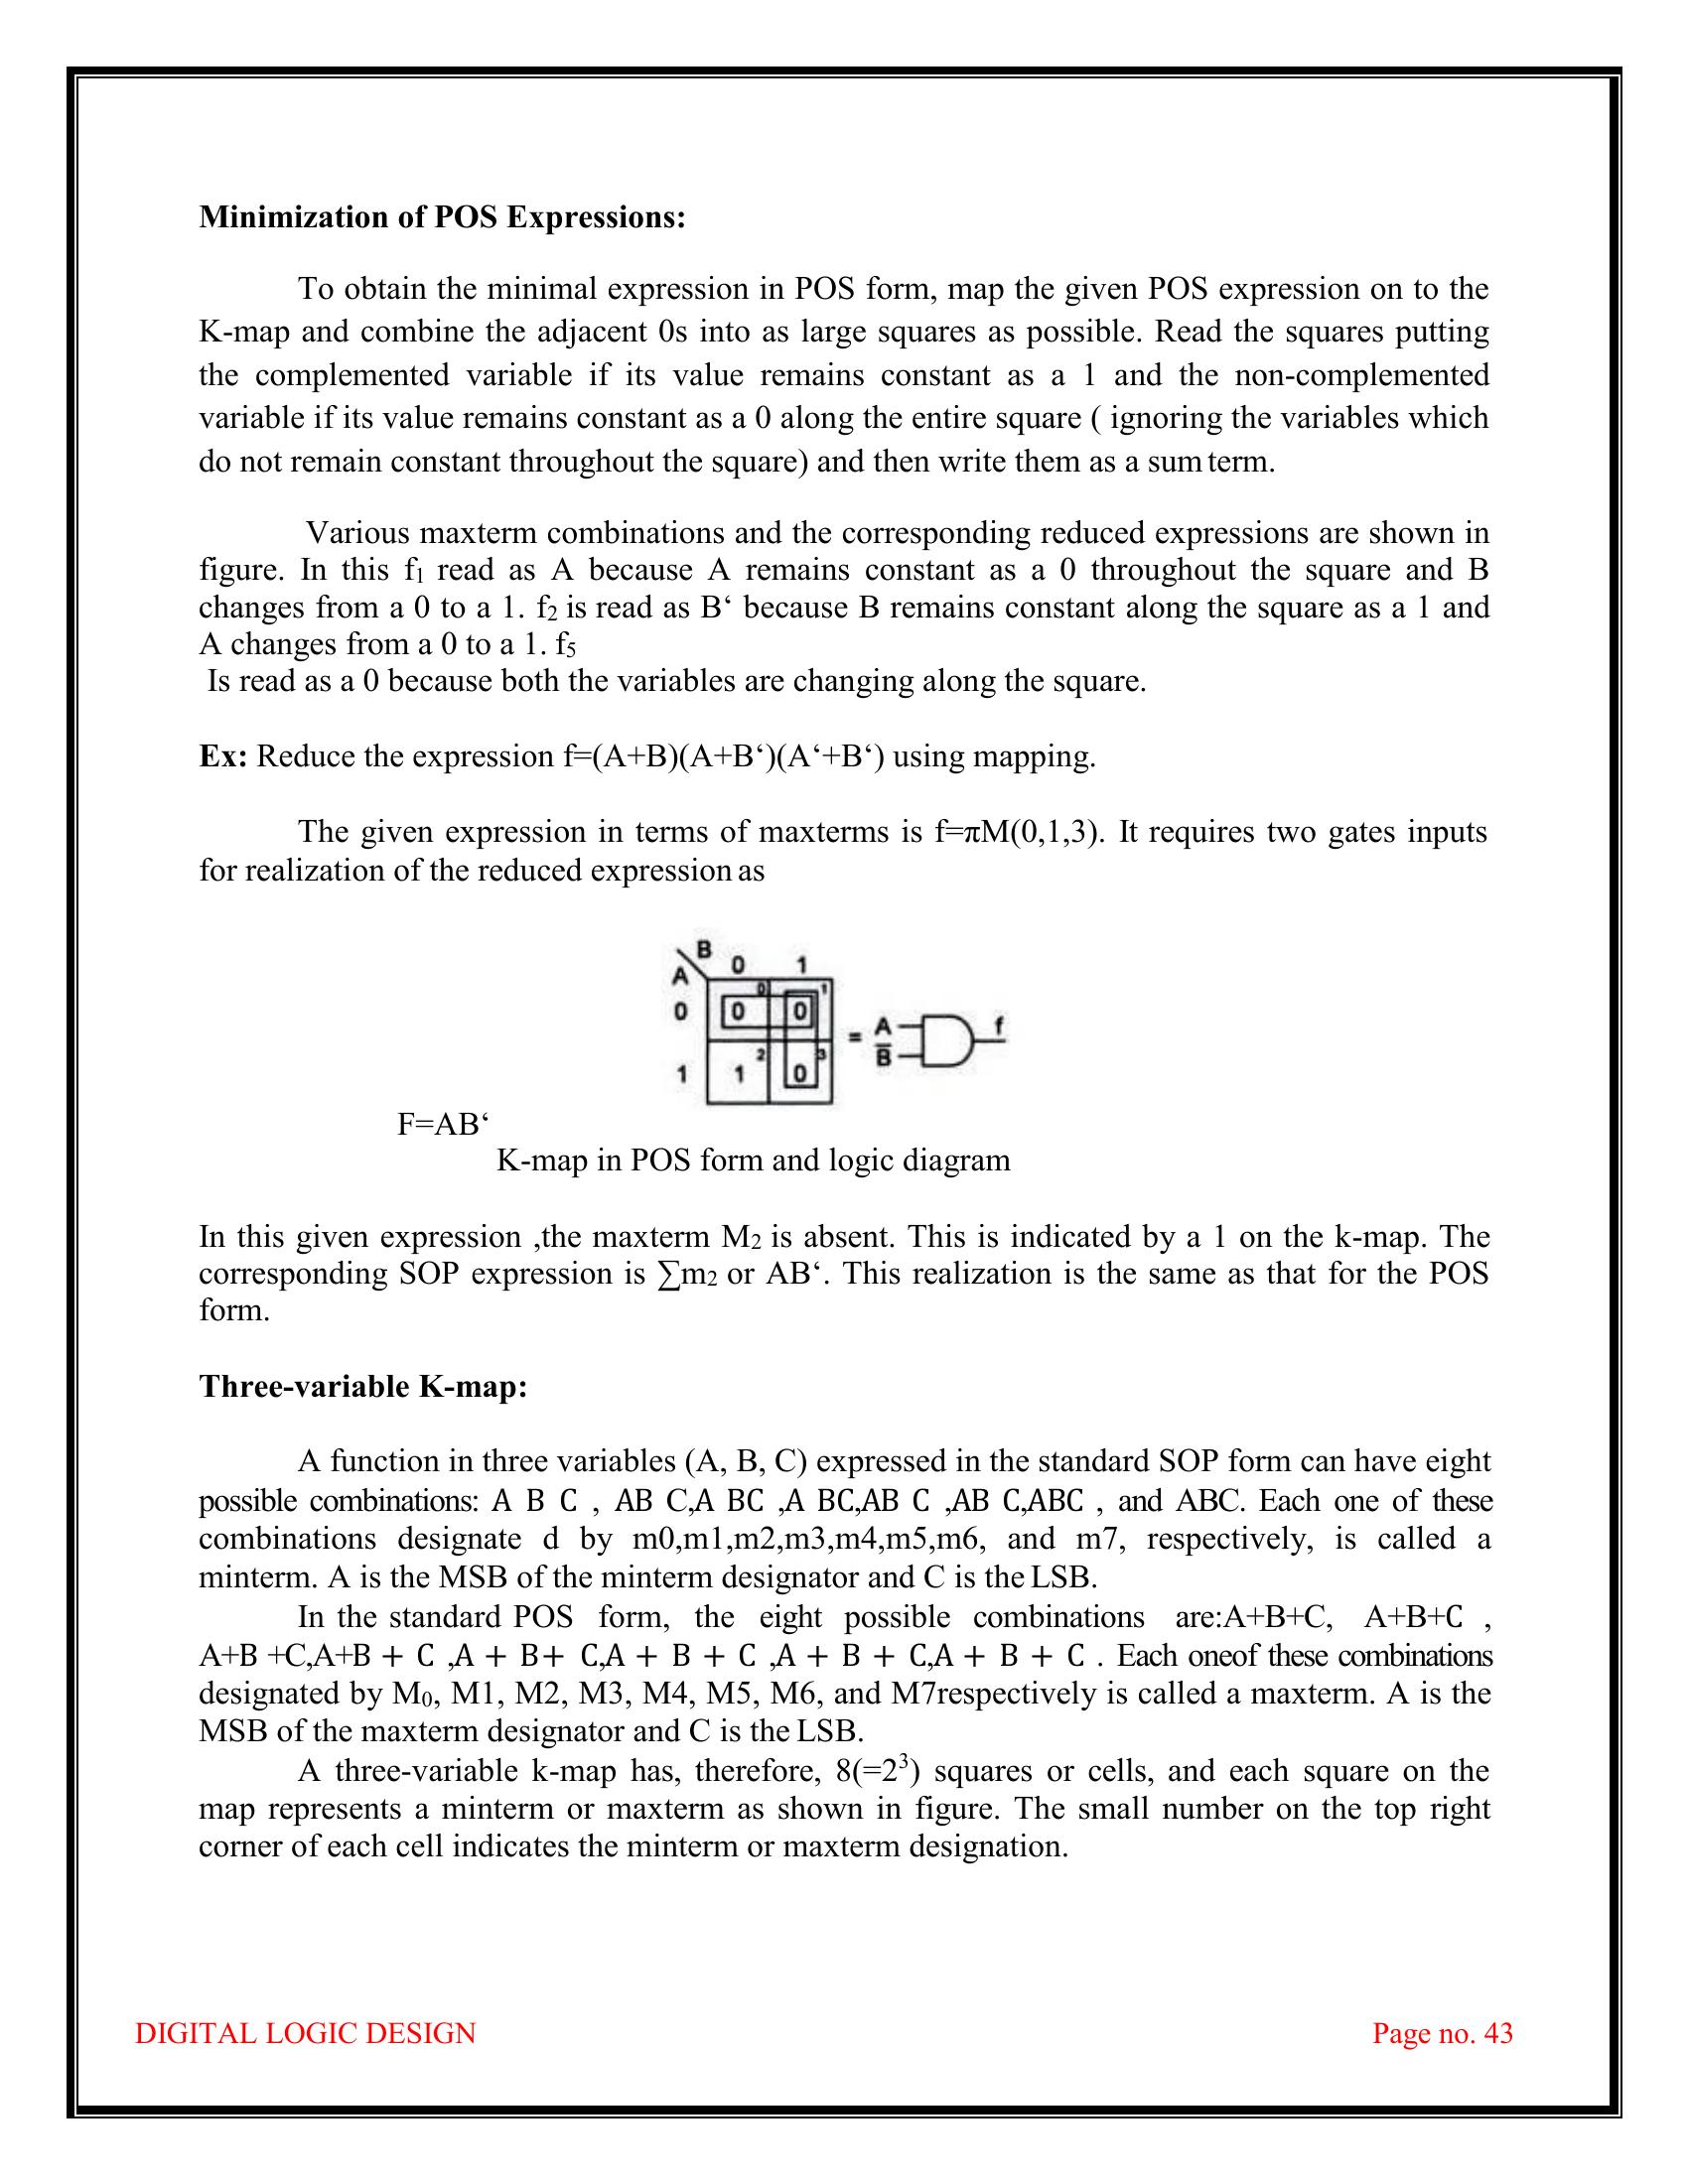 Minimization of POS Expressions:
To obtain the minimal expression in POS form, map the given POS expression on to the
K-map and combine the adjacent 0s into as large squares as possible. Read the squares putting
the complemented variable if its value remains constant as a 1 and the non-complemented
variable if its value remains constant as a 0 along the entire square ( ignoring the variables which
do not remain constant throughout the square) and then write them as a sum term.
Various maxterm combinations and the corresponding reduced expressions are shown in
figure. In this f1 read as A because A remains constant as a 0 throughout the square and B
changes from a 0 to a 1. f2 is read as B‘ because B remains constant along the square as a 1 and
A changes from a 0 to a 1. f5
Is read as a 0 because both the variables are changing along the square.
Ex: Reduce the expression f=(A+B)(A+B‘)(A‘+B‘) using mapping.
The given expression in terms of maxterms is f=πM(0,1,3). It requires two gates inputs
for realization of the reduced expression as
B
A 0 1
0 0 0 0 1
1 1 2 0 3
= A f
B̅
F=AB‘
K-map in POS form and logic diagram
In this given expression ,the maxterm M2 is absent. This is indicated by a 1 on the k-map. The
corresponding SOP expression is ∑m2 or AB‘. This realization is the same as that for the POS
form.
Three-variable K-map:
A function in three variables (A, B, C) expressed in the standard SOP form can have eight
possible combinations: A B C , AB C,A BC ,A BC,AB C ,AB C,ABC , and ABC. Each one of these
combinations designate d by m0,m1,m2,m3,m4,m5,m6, and m7, respectively, is called a
minterm. A is the MSB of the minterm designator and C is the LSB.
In the standard POS form, the eight possible combinations are:A+B+C, A+B+C ,
A+B +C,A+B + C ,A + B+ C,A + B + C ,A + B + C,A + B + C . Each oneof these combinations
designated by M0, M1, M2, M3, M4, M5, M6, and M7respectively is called a maxterm. A is the
MSB of the maxterm designator and C is the LSB.
A three-variable k-map has, therefore, 8(=2³) squares or cells, and each square on the
map represents a minterm or maxterm as shown in figure. The small number on the top right
corner of each cell indicates the minterm or maxterm designation.
DIGITAL LOGIC DESIGN Page no. 43